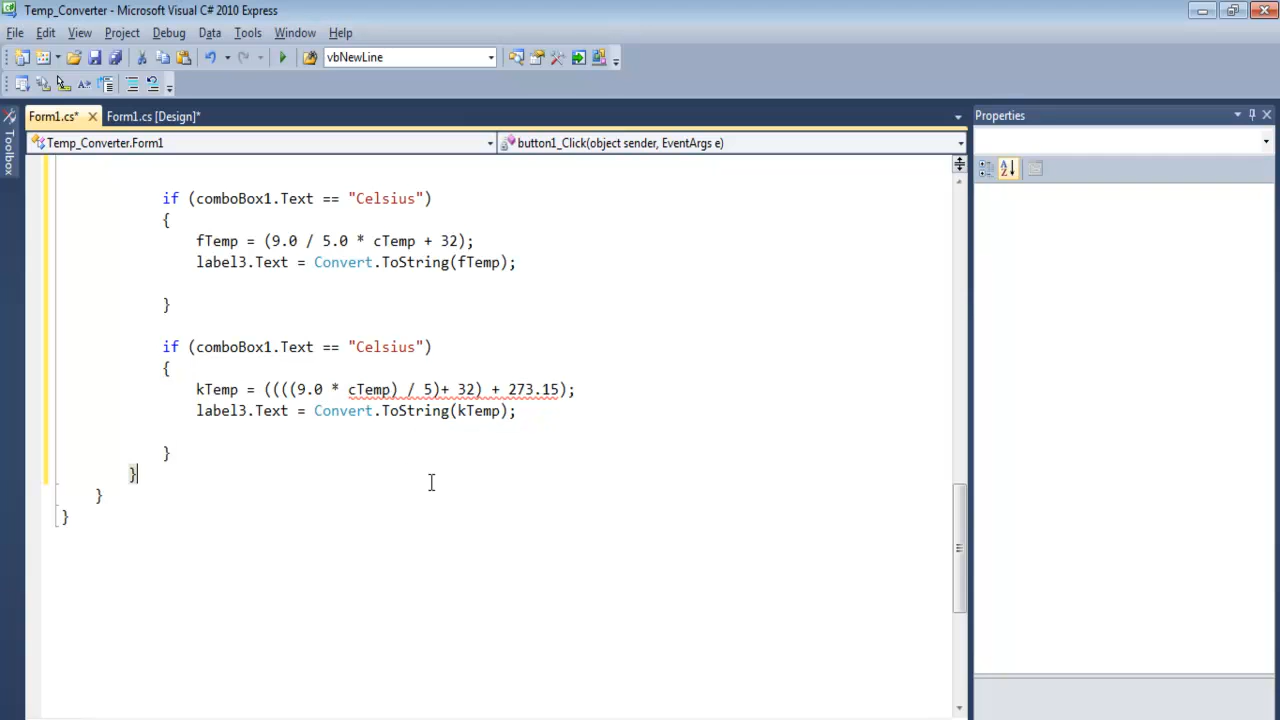 Temp_Converter - Microsoft Visual C# 2010 Express
File Edit View Project Debug Data Tools Window Help
vbNewLine
Form1.cs* Form1.cs [Design]* Properties
Temp_Converter.Form1 button1_Click(object sender, EventArgs e)
Toolbox
if (comboBox1.Text == "Celsius")
{
fTemp = (9.0 / 5.0 * cTemp + 32);
label3.Text = Convert.ToString(fTemp);
}
if (comboBox1.Text == "Celsius")
{
kTemp = ((((9.0 * cTemp) / 5)+ 32) + 273.15);
label3.Text = Convert.ToString(kTemp);
}
}
}
}